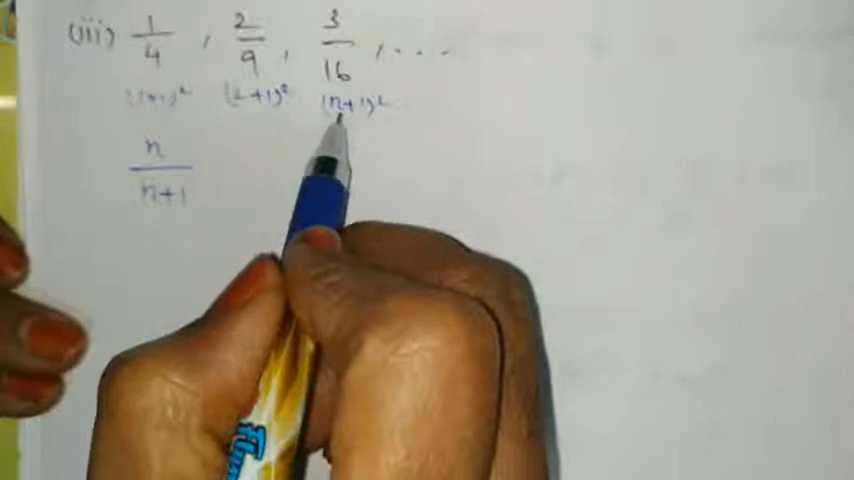 (iii) 1/4 , 2/9 , 3/16 , ....
(1+1)² (2+1)² (n+1)²
n/n+1